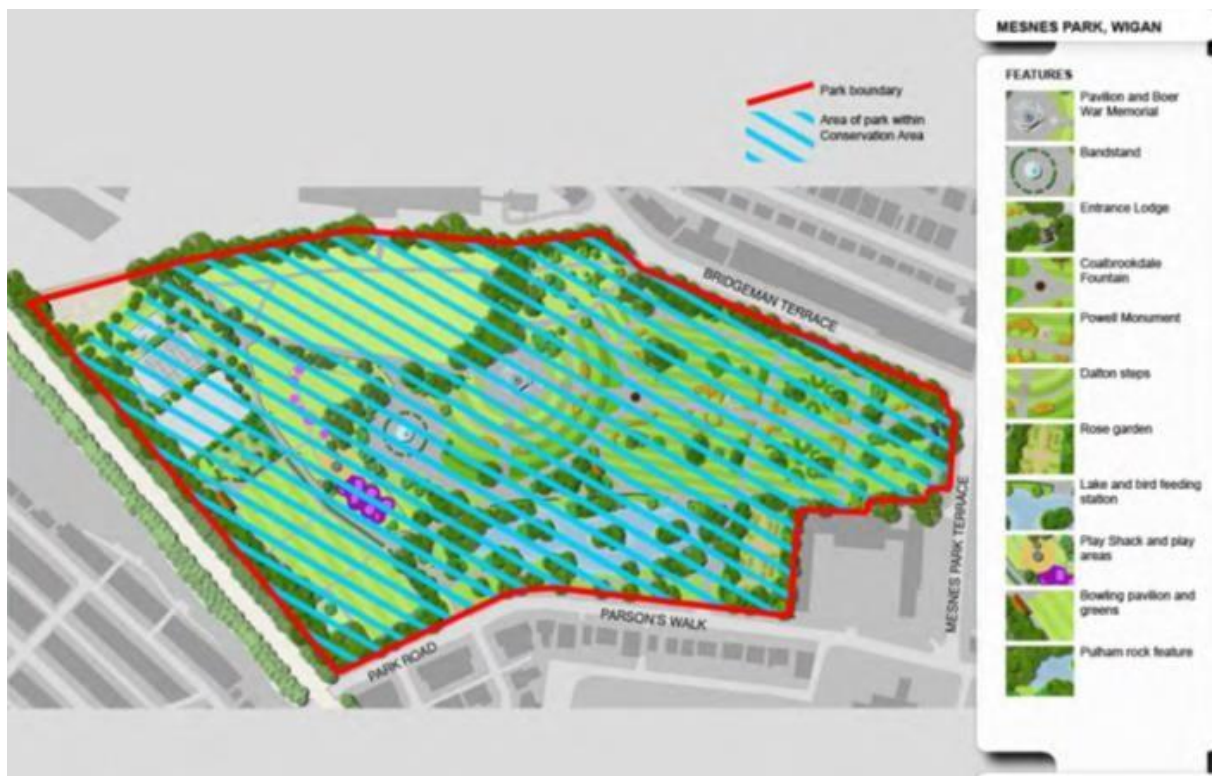 MESNES PARK, WIGAN
FEATURES
Pavilion and Boer
War Memorial
Bandstand
Entrance Lodge
Coalbrookdale
Fountain
Powell Monument
Dalton steps
Rose garden
Lake and bird feeding
station
Play Shack and play
areas
Bowling pavilion and
greens
Pulham rock feature
Park boundary
Area of park within
Conservation Area
BRIDGEMAN TERRACE
MESNES PARK TERRACE
PARSON'S WALK
PARK ROAD